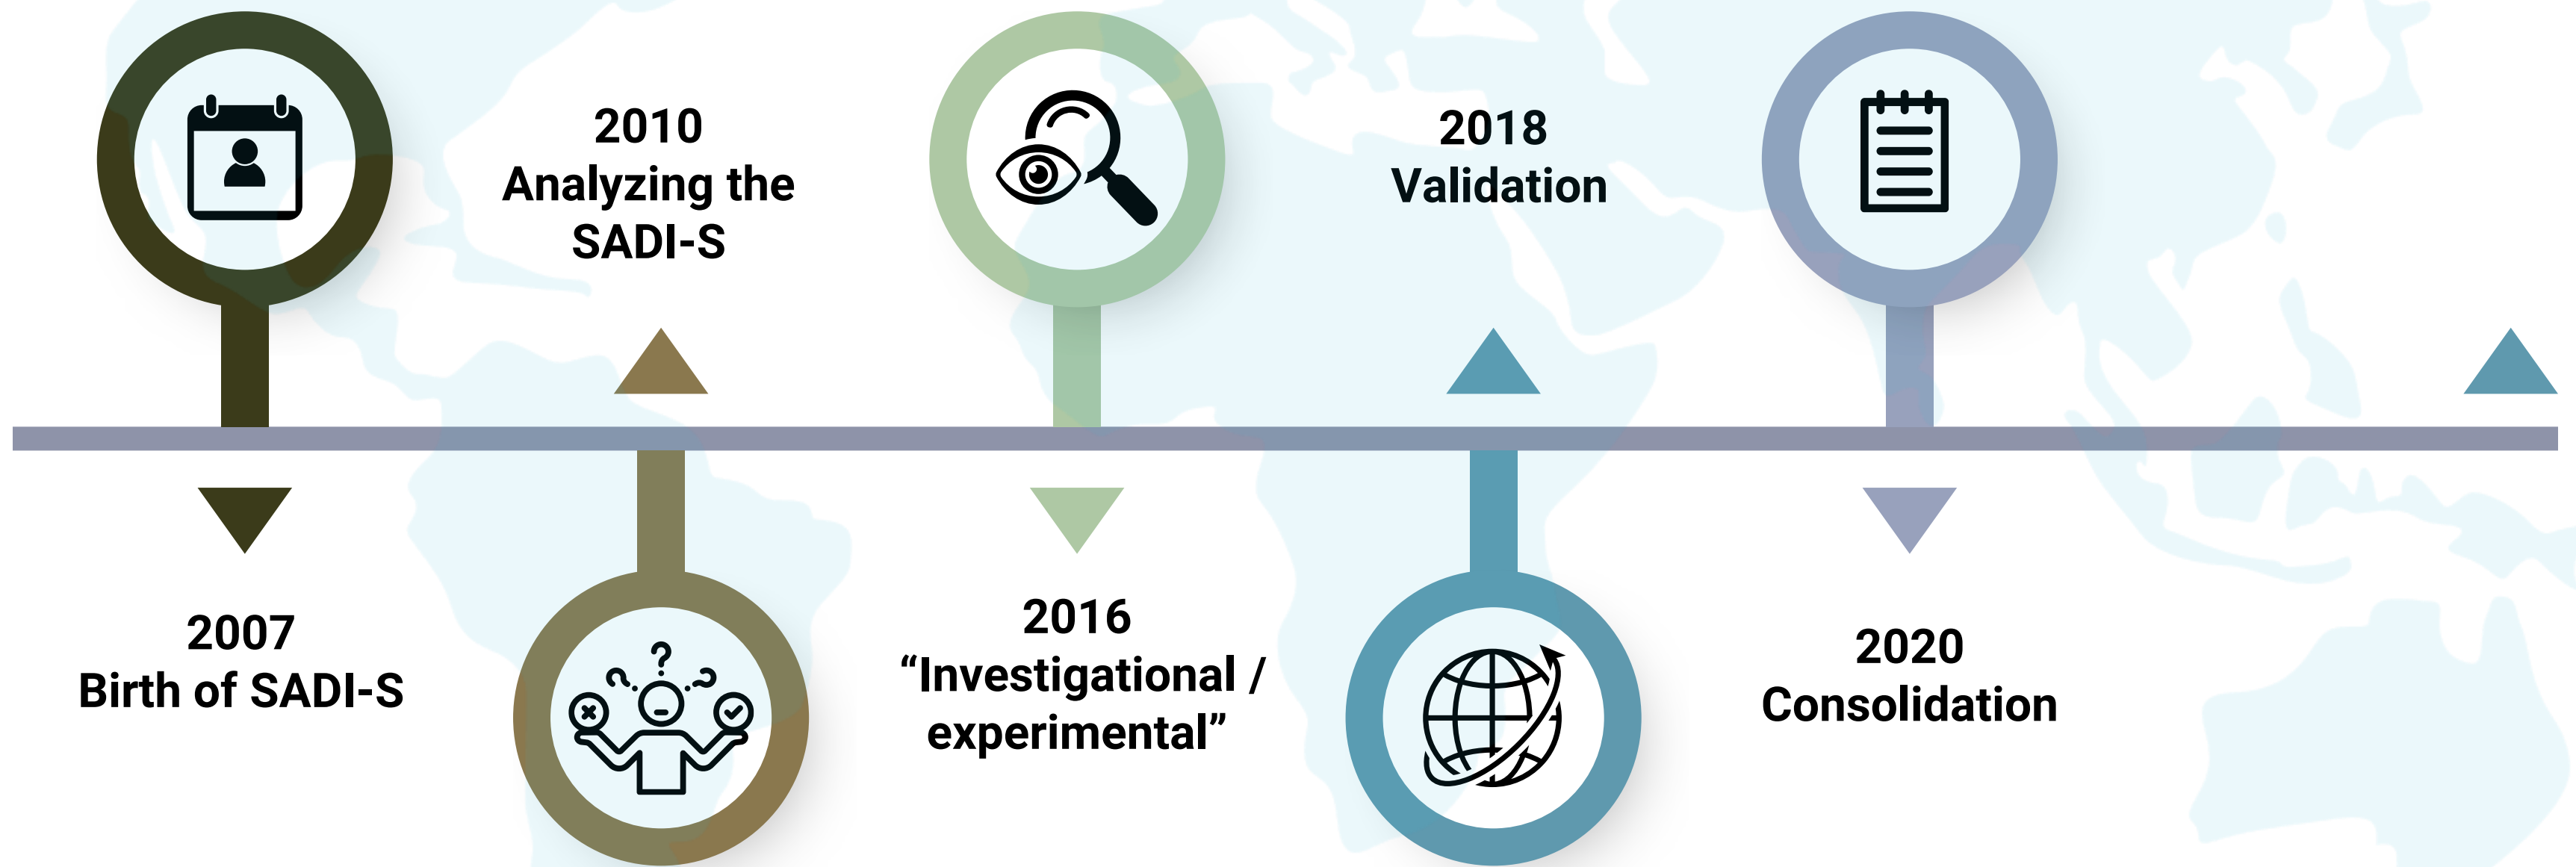 2007
Birth of SADI-S
2010
Analyzing the
SADI-S
2016
“Investigational /
experimental”
2018
Validation
2020
Consolidation